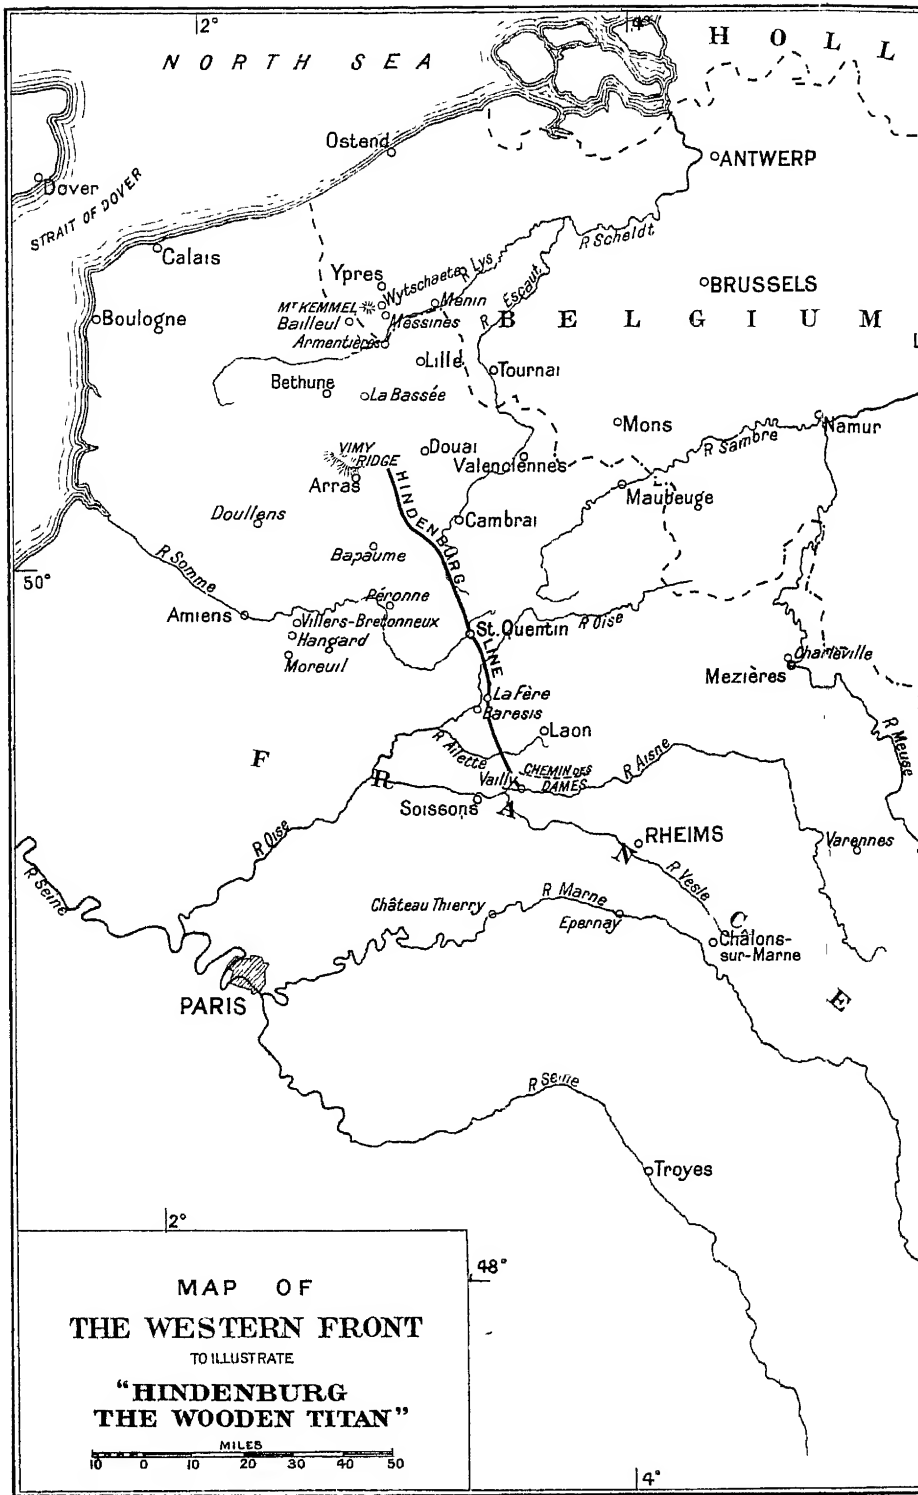 2°
4°
NORTH SEA
HOLL
Ostend
ANTWERP
Dover
STRAIT OF DOVER
R Scheldt
Calais
Ypres
Wytschaete
R Lys
R Escaut
BRUSSELS
Mᵀ KEMMEL
Menin
Boulogne
Bailleul
Messines
BELGIUM
Armentières
L
Lille
Tournai
Bethune
La Bassée
Mons
Namur
R Sambre
VIMY
RIDGE
Douai
Valenciennes
Arras
Maubeuge
HINDENBURG LINE
Doullens
Cambrai
Bapaume
R Somme
50°
Péronne
Amiens
Villers-Bretonneux
St. Quentin
R Oise
Hangard
Moreuil
Charleville
Mezières
La Fère
Baresis
R Meuse
Laon
R Ailette
FRANCE
Vailly
CHEMIN DES
DAMES
R Aisne
Soissons
R Oise
RHEIMS
Varennes
R Seine
R Vesle
Château Thierry
R Marne
Epernay
Châlons-
sur-Marne
PARIS
R Seine
Troyes
2°
48°
MAP OF
THE WESTERN FRONT
TO ILLUSTRATE
"HINDENBURG
THE WOODEN TITAN"
MILES
10 0 10 20 30 40 50
4°